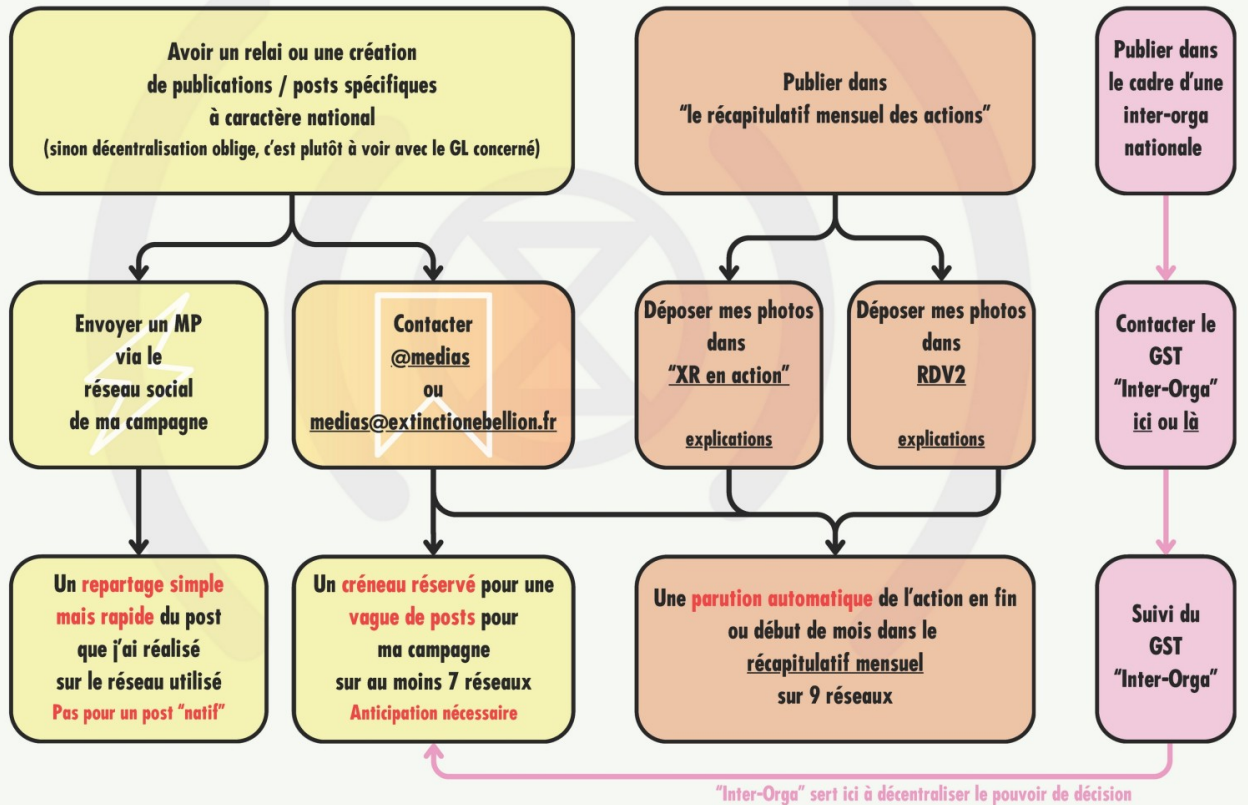 Avoir un relai ou une création
de publications / posts spécifiques
à caractère national
(sinon décentralisation oblige, c'est plutôt à voir avec le GL concerné)
Publier dans
"le récapitulatif mensuel des actions"
Publier dans
le cadre d'une
inter-orga
nationale
Envoyer un MP
via le
réseau social
de ma campagne
Contacter
@medias
ou
medias@extinctionebellion.fr
Déposer mes photos
dans
"XR en action"
explications
Déposer mes photos
dans
RDV2
explications
Contacter le
GST
"Inter-Orga"
ici ou là
Un repartage simple
mais rapide du post
que j'ai réalisé
sur le réseau utilisé
Pas pour un post "natif"
Un créneau réservé pour une
vague de posts pour
ma campagne
sur au moins 7 réseaux
Anticipation nécessaire
Une parution automatique de l'action en fin
ou début de mois dans le
récapitulatif mensuel
sur 9 réseaux
Suivi du
GST
"Inter-Orga"
"Inter-Orga" sert ici à décentraliser le pouvoir de décision